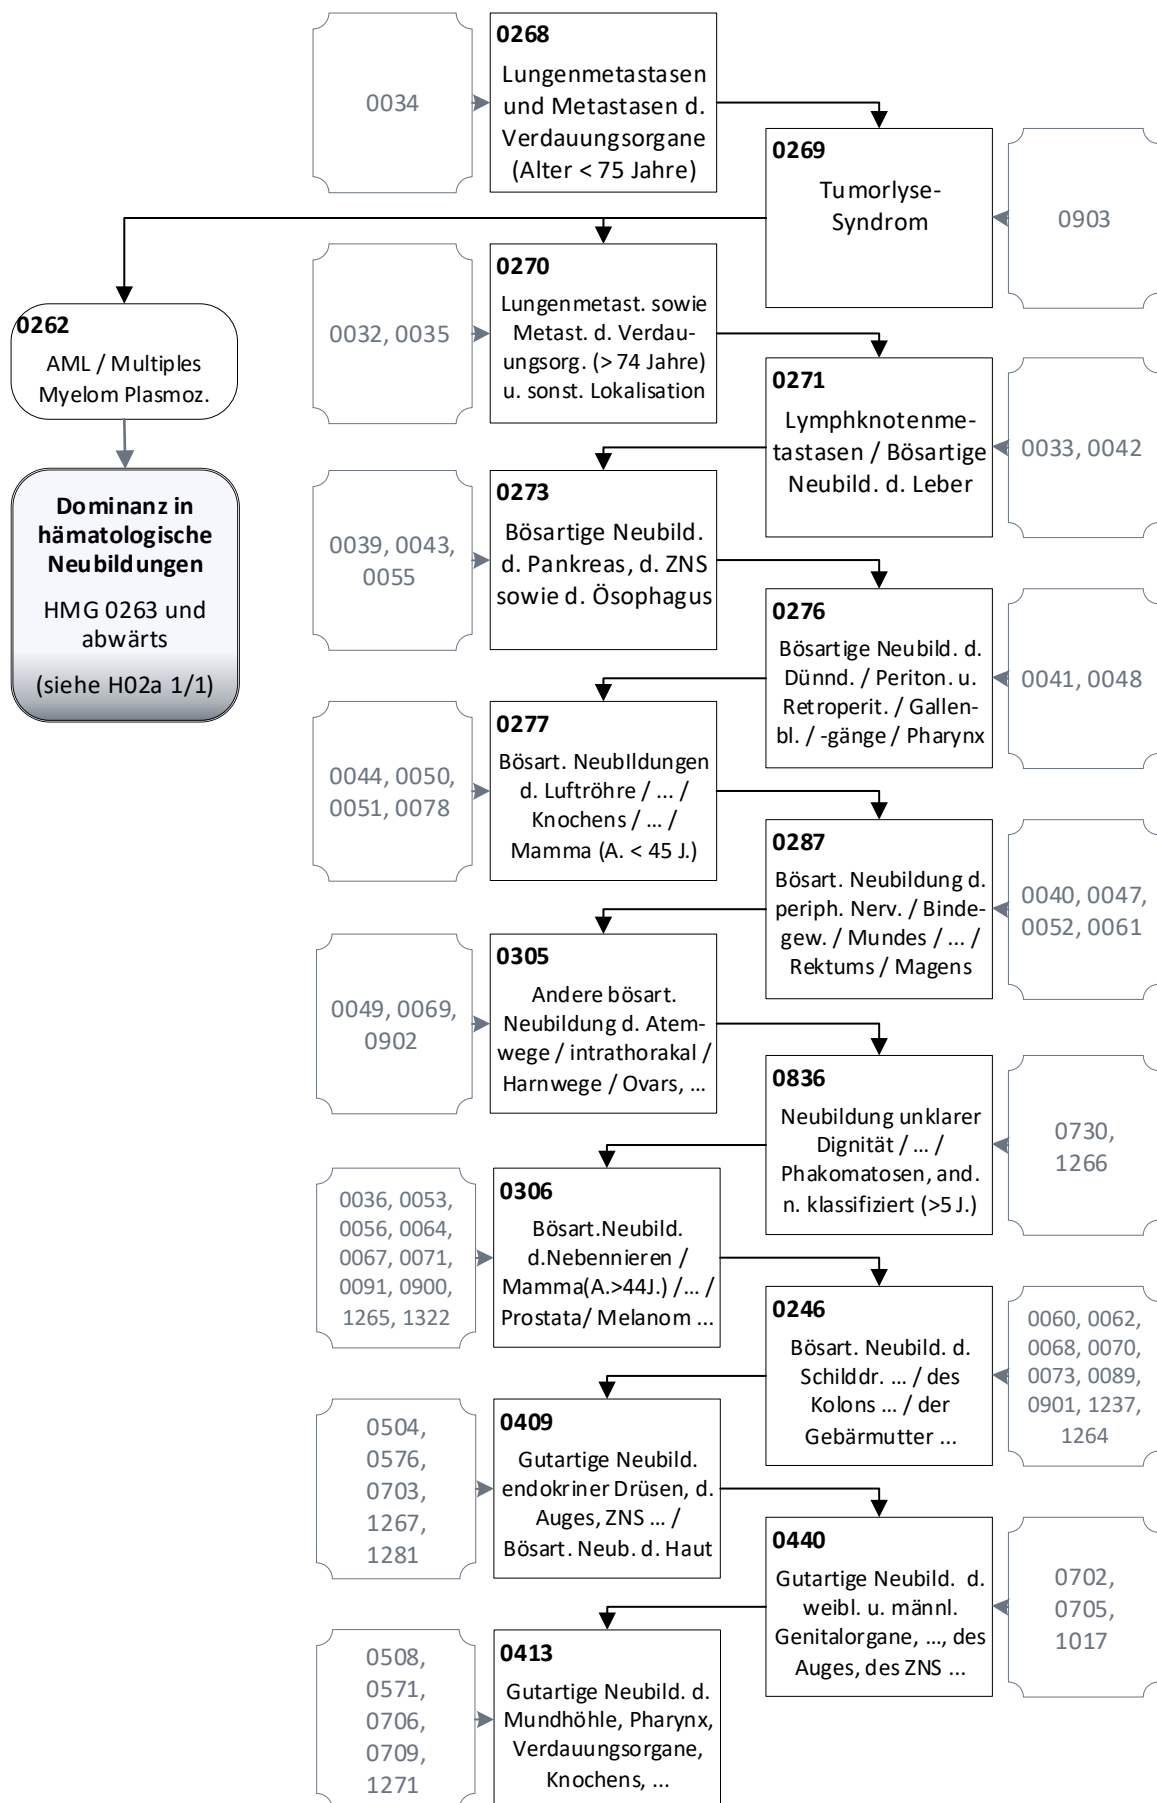 0034
0268
Lungenmetastasen
und Metastasen d.
Verdauungsorgane
(Alter < 75 Jahre)
0269
Tumorlyse-
Syndrom
0903
0262
AML / Multiples
Myelom Plasmoz.
Dominanz in
hämatologische
Neubildungen
HMG 0263 und
abwärts
(siehe H02a 1/1)
0032, 0035
0270
Lungenmetast. sowie
Metast. d. Verdau-
ungsorg. (> 74 Jahre)
u. sonst. Lokalisation
0271
Lymphknotenme-
tastasen / Bösartige
Neubild. d. Leber
0033, 0042
0039, 0043,
0055
0273
Bösartige Neubild.
d. Pankreas, d. ZNS
sowie d. Ösophagus
0276
Bösartige Neubild. d.
Dünnd. / Periton. u.
Retroperit. / Gallen-
bl. / -gänge / Pharynx
0041, 0048
0044, 0050,
0051, 0078
0277
Bösart. Neubildungen
d. Luftröhre / ... /
Knochens / ... /
Mamma (A. < 45 J.)
0287
Bösart. Neubildung d.
periph. Nerv. / Binde-
gew. / Mundes / ... /
Rektums / Magens
0040, 0047,
0052, 0061
0049, 0069,
0902
0305
Andere bösart.
Neubildung d. Atem-
wege / intrathorakal /
Harnwege / Ovars, ...
0836
Neubildung unklarer
Dignität / ... /
Phakomatosen, and.
n. klassifiziert (>5 J.)
0730,
1266
0036, 0053,
0056, 0064,
0067, 0071,
0091, 0900,
1265, 1322
0306
Bösart.Neubild.
d.Nebennieren /
Mamma(A.>44J.) /... /
Prostata/ Melanom ...
0246
Bösart. Neubild. d.
Schilddr. ... / des
Kolons ... / der
Gebärmutter ...
0060, 0062,
0068, 0070,
0073, 0089,
0901, 1237,
1264
0504,
0576,
0703,
1267,
1281
0409
Gutartige Neubild.
endokriner Drüsen, d.
Auges, ZNS ... /
Bösart. Neub. d. Haut
0440
Gutartige Neubild. d.
weibl. u. männl.
Genitalorgane, ..., des
Auges, des ZNS ...
0702,
0705,
1017
0508,
0571,
0706,
0709,
1271
0413
Gutartige Neubild. d.
Mundhöhle, Pharynx,
Verdauungsorgane,
Knochens, ...